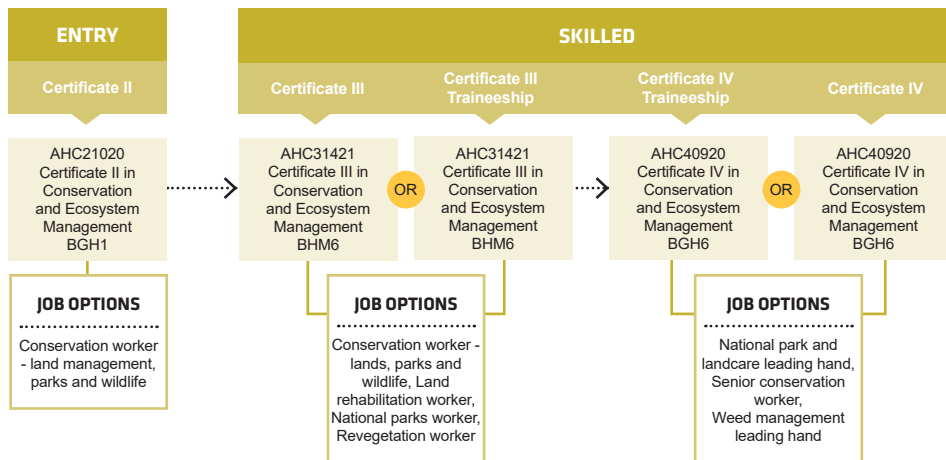 ENTRY
SKILLED
Certificate II
Certificate III
Certificate III
Traineeship
Certificate IV
Traineeship
Certificate IV
AHC21020
Certificate II in
Conservation
and Ecosystem
Management
BGH1
AHC31421
Certificate III in
Conservation
and Ecosystem
Management
BHM6
OR
AHC31421
Certificate III in
Conservation
and Ecosystem
Management
BHM6
AHC40920
Certificate IV in
Conservation
and Ecosystem
Management
BGH6
OR
AHC40920
Certificate IV in
Conservation
and Ecosystem
Management
BGH6
JOB OPTIONS
Conservation worker
- land management,
parks and wildlife
JOB OPTIONS
Conservation worker -
lands, parks and
wildlife, Land
rehabilitation worker,
National parks worker,
Revegetation worker
JOB OPTIONS
National park and
landcare leading hand,
Senior conservation
worker,
Weed management
leading hand